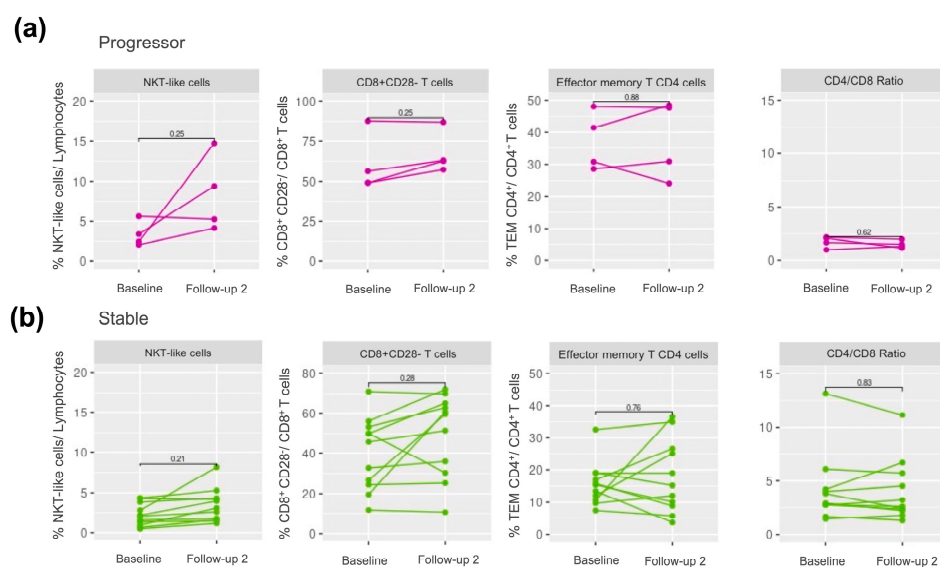 (a)
Progressor
NKT-like cells
CD8+CD28- T cells
Effector memory T CD4 cells
CD4/CD8 Ratio
% NKT-like cells/ Lymphocytes
20
15
10
5
0
0.25
Baseline Follow-up 2
% CD8⁺ CD28⁻/ CD8⁺ T cells
100
75
50
25
0
0.25
Baseline Follow-up 2
% TEM CD4⁺/ CD4⁺ T cells
50
40
30
20
10
0
0.88
Baseline Follow-up 2
15
10
5
0
0.62
Baseline Follow-up 2
(b)
Stable
NKT-like cells
CD8+CD28- T cells
Effector memory T CD4 cells
CD4/CD8 Ratio
% NKT-like cells/ Lymphocytes
20
15
10
5
0
0.21
Baseline Follow-up 2
% CD8⁺ CD28⁻/ CD8⁺ T cells
80
60
40
20
0
0.28
Baseline Follow-up 2
% TEM CD4⁺/ CD4⁺ T cells
50
40
30
20
10
0
0.76
Baseline Follow-up 2
15
10
5
0
0.83
Baseline Follow-up 2